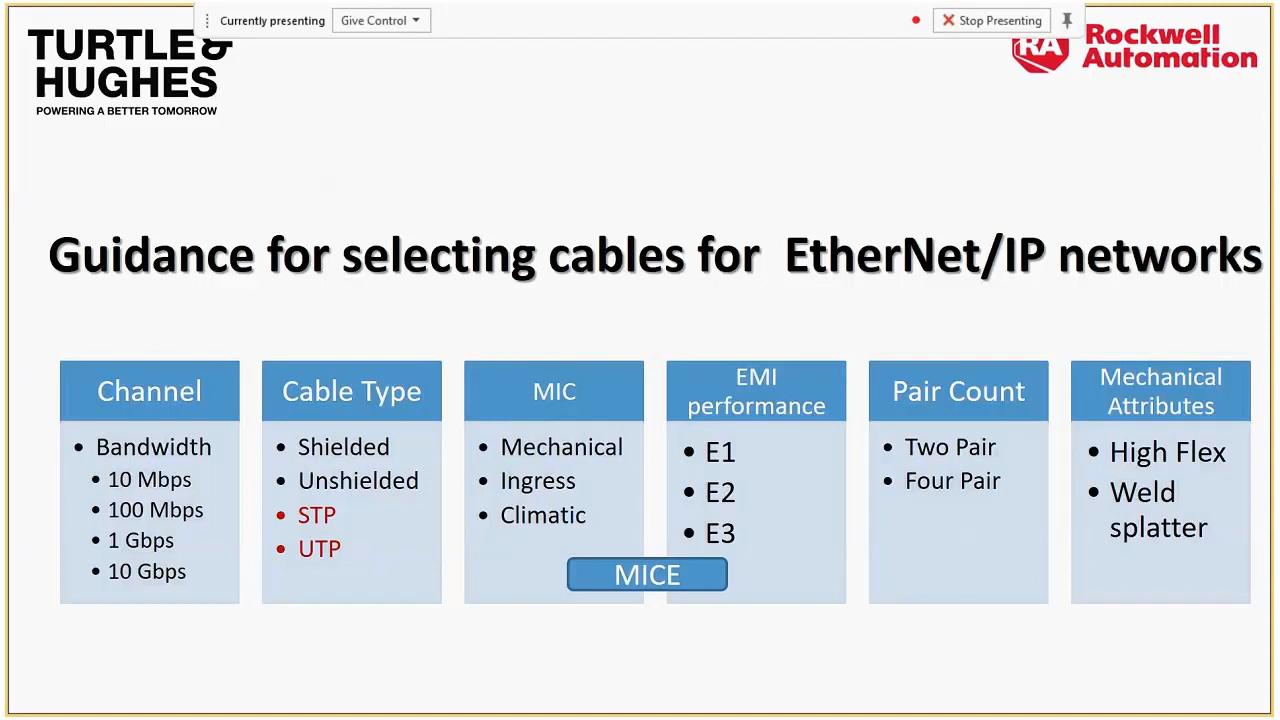 Currently presenting
Give Control
Stop Presenting
TURTLE&
HUGHES
POWERING A BETTER TOMORROW
RA
Rockwell
Automation
Guidance for selecting cables for EtherNet/IP networks
Channel
• Bandwidth
• 10 Mbps
• 100 Mbps
• 1 Gbps
• 10 Gbps
Cable Type
• Shielded
• Unshielded
• STP
• UTP
MIC
• Mechanical
• Ingress
• Climatic
EMI
performance
• E1
• E2
• E3
MICE
Pair Count
• Two Pair
• Four Pair
Mechanical
Attributes
• High Flex
• Weld
splatter